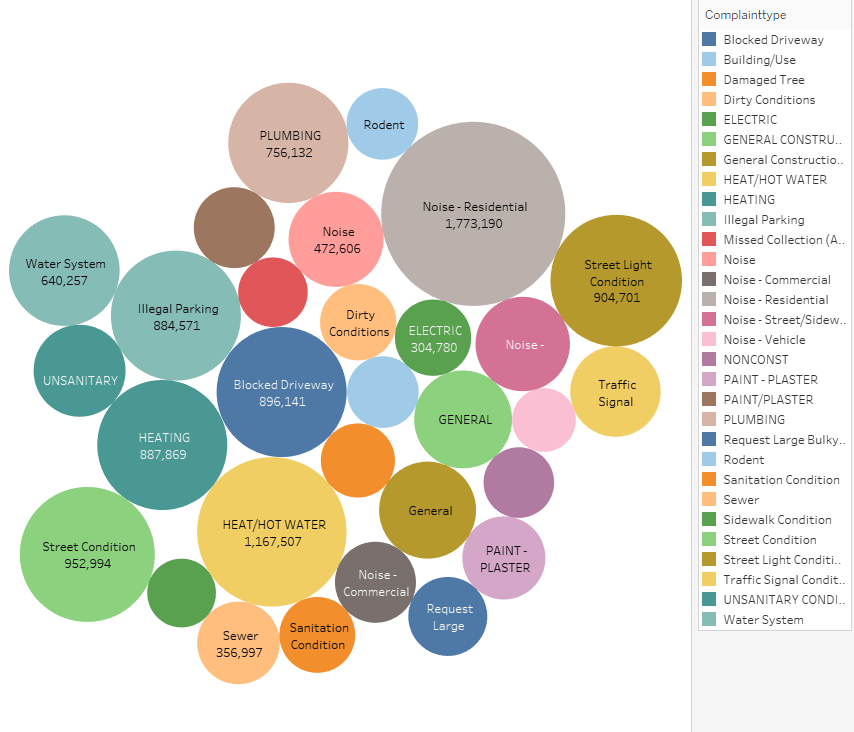 PLUMBING
756,132
Rodent
Noise - Residential
1,773,190
Noise
472,606
Water System
640,257
Street Light
Condition
904,701
Illegal Parking
884,571
Dirty
Conditions
ELECTRIC
304,780
Noise -
UNSANITARY
Blocked Driveway
896,141
Traffic
Signal
GENERAL
HEATING
887,869
General
HEAT/HOT WATER
1,167,507
Street Condition
952,994
PAINT -
PLASTER
Noise -
Commercial
Request
Large
Sewer
356,997
Sanitation
Condition
Complainttype
Blocked Driveway
Building/Use
Damaged Tree
Dirty Conditions
ELECTRIC
GENERAL CONSTRU..
General Constructio..
HEAT/HOT WATER
HEATING
Illegal Parking
Missed Collection (A..
Noise
Noise - Commercial
Noise - Residential
Noise - Street/Sidew..
Noise - Vehicle
NONCONST
PAINT - PLASTER
PAINT/PLASTER
PLUMBING
Request Large Bulky..
Rodent
Sanitation Condition
Sewer
Sidewalk Condition
Street Condition
Street Light Conditi..
Traffic Signal Condit..
UNSANITARY CONDI..
Water System